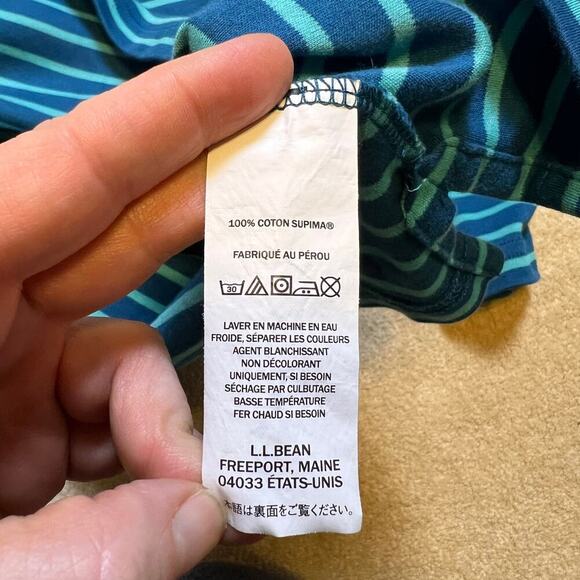 100% COTON SUPIMA®
FABRIQUÉ AU PÉROU
30
LAVER EN MACHINE EN EAU
FROIDE, SÉPARER LES COULEURS
AGENT BLANCHISSANT
NON DÉCOLORANT
UNIQUEMENT, SI BESOIN
SÉCHAGE PAR CULBUTAGE
BASSE TEMPÉRATURE
FER CHAUD SI BESOIN
L.L.BEAN
FREEPORT, MAINE
04033 ÉTATS-UNIS
日本語は裏面をご覧ください。